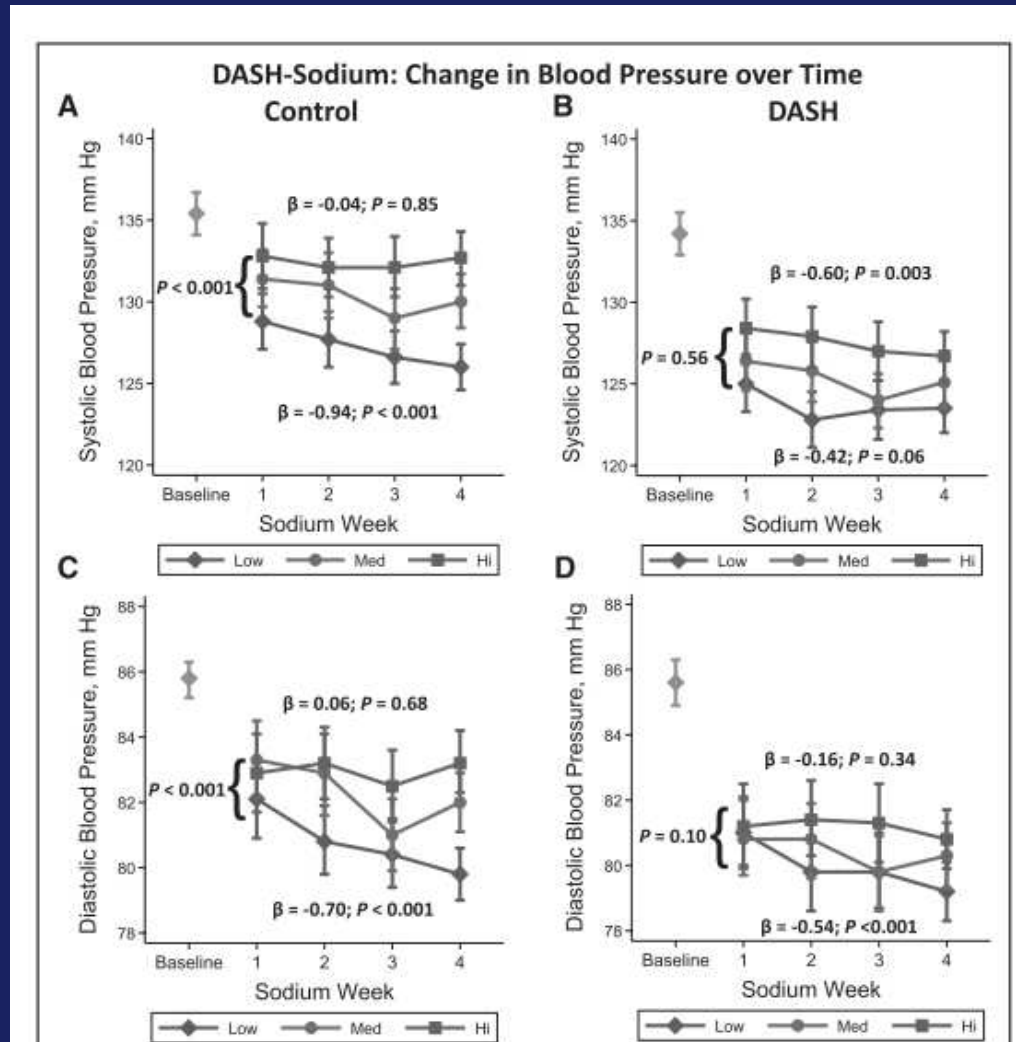 DASH-Sodium: Change in Blood Pressure over Time
A
Control
B
DASH
Systolic Blood Pressure, mm Hg
140
135
130
125
120
β = -0.04; P = 0.85
P < 0.001
β = -0.94; P < 0.001
Baseline 1 2 3 4
Sodium Week
Low Med Hi
Systolic Blood Pressure, mm Hg
140
135
130
125
120
β = -0.60; P = 0.003
P = 0.56
β = -0.42; P = 0.06
Baseline 1 2 3 4
Sodium Week
Low Med Hi
C
Diastolic Blood Pressure, mm Hg
88
86
84
82
80
78
β = 0.06; P = 0.68
P < 0.001
β = -0.70; P < 0.001
Baseline 1 2 3 4
Sodium Week
Low Med Hi
D
Diastolic Blood Pressure, mm Hg
88
86
84
82
80
78
β = -0.16; P = 0.34
P = 0.10
β = -0.54; P <0.001
Baseline 1 2 3 4
Sodium Week
Low Med Hi